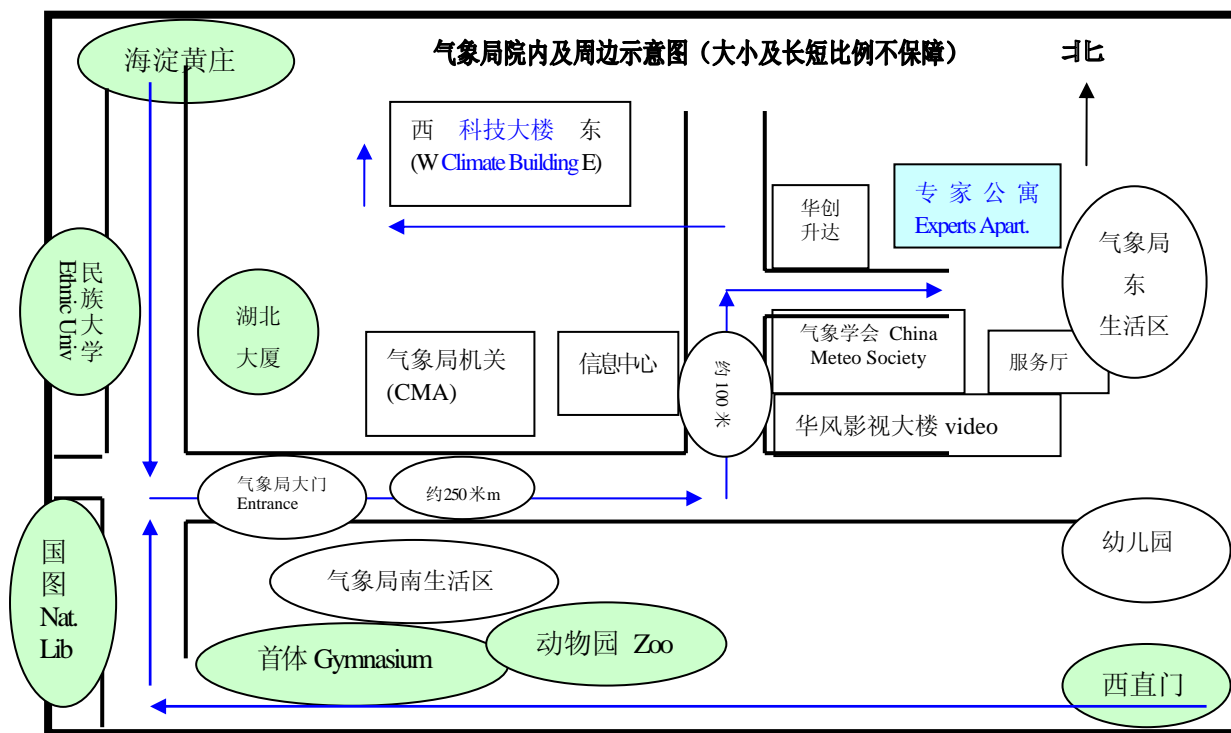 气象局院内及周边示意图（大小及长短比例不保障）
北
海淀黄庄
西 科技大楼 东
(W Climate Building E)
华创
升达
专家公寓
Experts Apart.
气象局
东
生活区
民族大学
Ethnic Univ
湖北
大厦
气象局机关
(CMA)
信息中心
约100米
气象学会 China
Meteo Society
服务厅
华风影视大楼 video
气象局大门
Entrance
约250米m
国
图
Nat.
Lib
气象局南生活区
幼儿园
首体 Gymnasium
动物园 Zoo
西直门